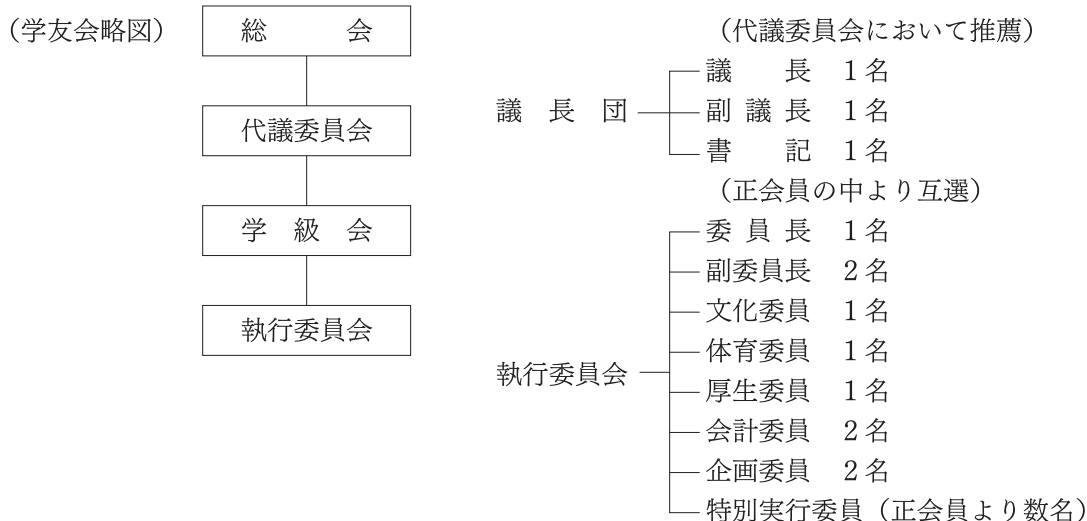 （学友会略図）
総　　会
代議委員会
学　級　会
執行委員会
（代議委員会において推薦）
議　長　団
議　　長　1名
副 議 長　1名
書　　記　1名
（正会員の中より互選）
執行委員会
委 員 長　1名
副委員長　2名
文化委員　1名
体育委員　1名
厚生委員　1名
会計委員　2名
企画委員　2名
特別実行委員（正会員より数名）